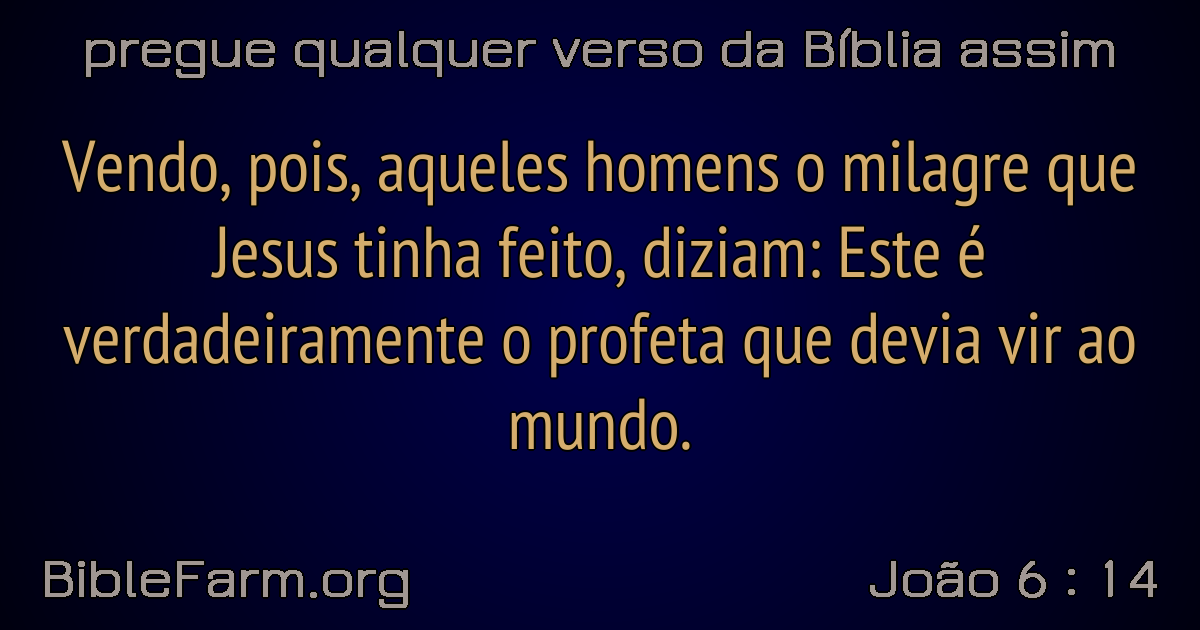 pregue qualquer verso da Bíblia assim
Vendo, pois, aqueles homens o milagre que
Jesus tinha feito, diziam: Este é
verdadeiramente o profeta que devia vir ao
mundo.
BibleFarm.org
João 6 : 14